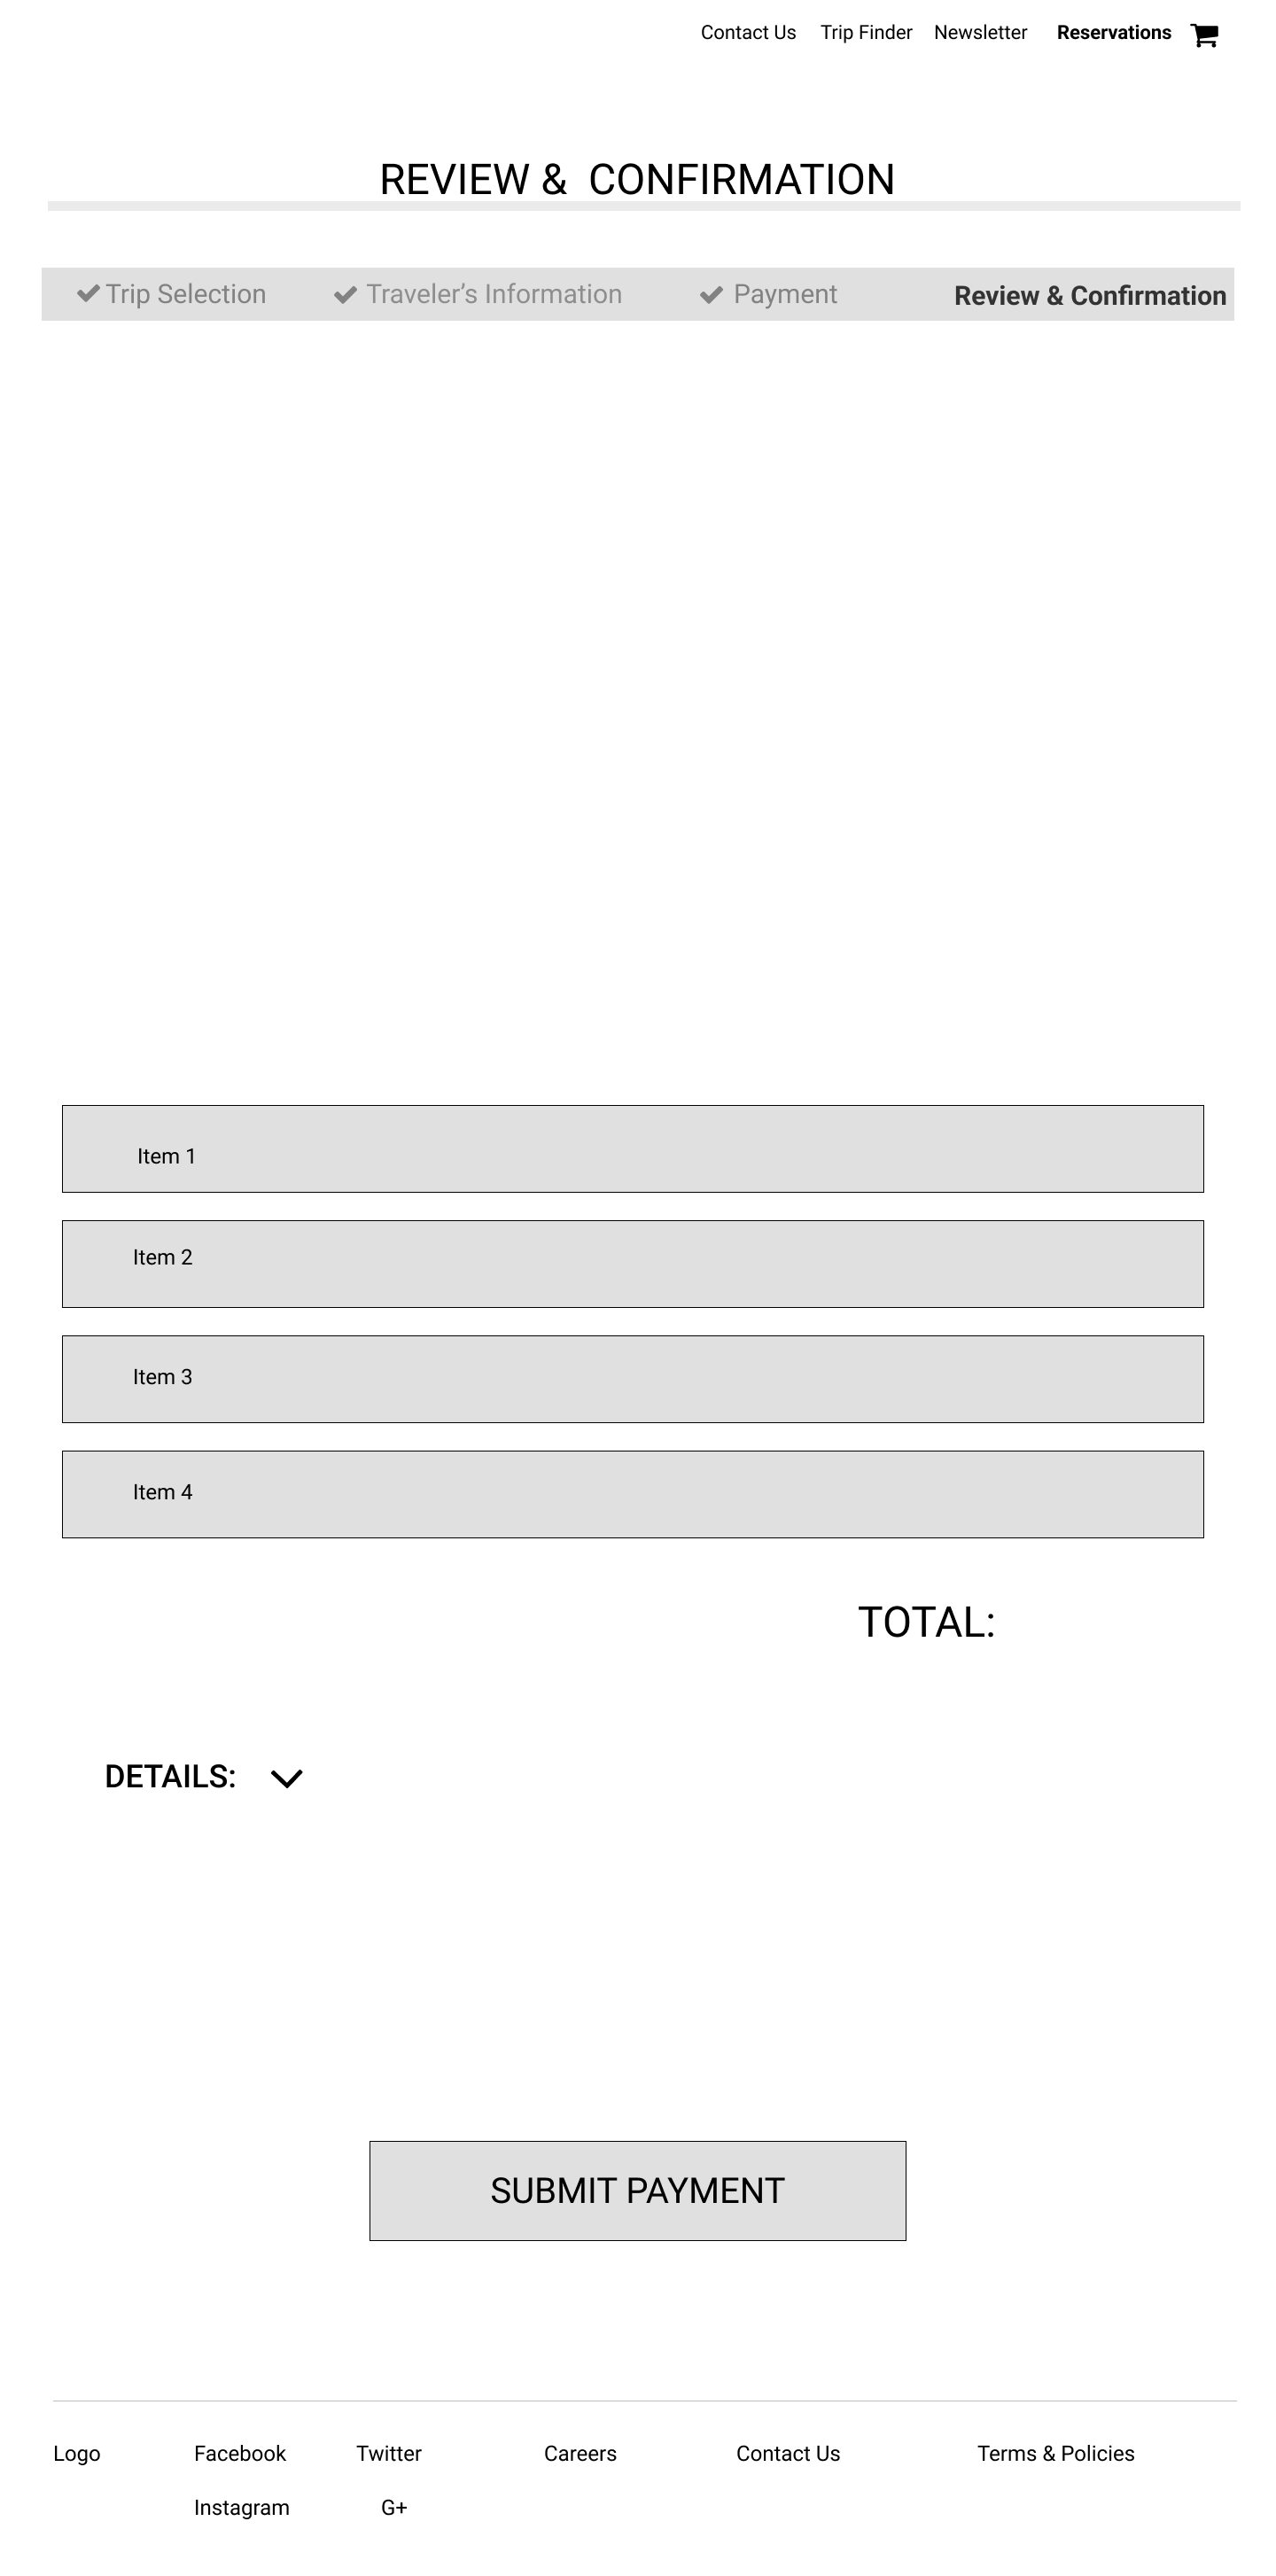 Contact Us Trip Finder Newsletter Reservations
REVIEW & CONFIRMATION
Trip Selection Traveler’s Information Payment Review & Confirmation
Item 1
Item 2
Item 3
Item 4
TOTAL:
DETAILS:
SUBMIT PAYMENT
Logo Facebook Twitter Careers Contact Us Terms & Policies
Instagram G+